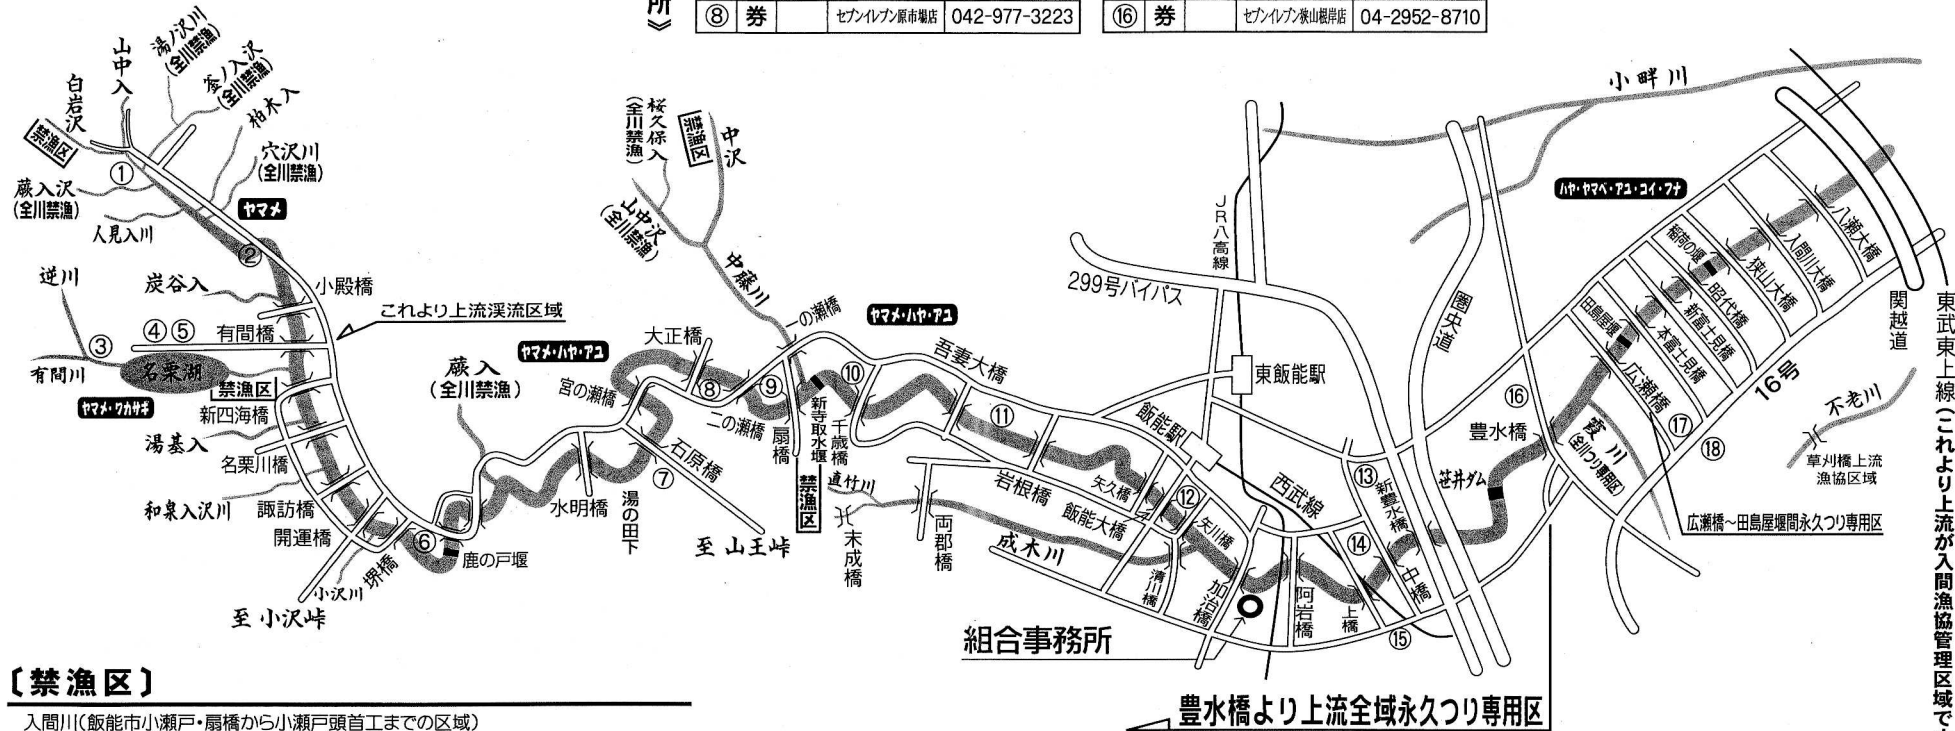 所》
⑧ 券 セブンイレブン原市場店 042-977-3223
⑯ 券 セブンイレブン狭山根岸店 04-2952-8710
湯ノ沢川
(全川禁漁)
山中入
釜ノ入沢
(全川禁漁)
白岩沢
禁漁区
柏木入
①
穴沢川
(全川禁漁)
蕨入沢
(全川禁漁)
ヤマメ
人見入川
②
逆川
炭谷入
小殿橋
これより上流渓流区域
③
④⑤
有間橋
有間川
名栗湖
禁漁区
ヤマメ・ワカサギ
新四海橋
湯基入
名栗川橋
和泉入沢川
諏訪橋
開運橋
⑥
小沢川
堺橋
鹿の戸堰
至 小沢峠
蕨入
(全川禁漁)
ヤマメ・ハヤ・アユ
大正橋
宮の瀬橋
⑧
二の瀬橋
⑨
水明橋
湯の田下
⑦
石原橋
至 山王峠
桜久保入
(全川禁漁)
禁漁区
中沢
山中沢
(全川禁漁)
中藤川
一の瀬橋
ヤマメ・ハヤ・アユ
扇橋
新寺取水堰
禁漁区
⑩
千歳橋
吾妻大橋
⑪
直竹川
末成橋
両郡橋
岩根橋
飯能大橋
成木川
矢久橋
⑫
矢川橋
清川橋
加治橋
組合事務所
阿岩橋
上橋
⑭
中橋
⑮
⑬
新豊水橋
299号バイパス
JR八高線
東飯能駅
飯能駅
西武線
圏央道
小畔川
ハヤ・ヤマベ・アユ・コイ・フナ
八瀬大橋
入間川大橋
狭山大橋
稲荷の堰
昭代橋
新富士見橋
本富士見橋
田島屋堰
広瀬橋
16号
⑯
豊水橋
笹井ダム
霞川
(全川つり専用区)
⑰
⑱
関越道
不老川
草刈橋上流
漁協区域
広瀬橋〜田島屋堰間永久つり専用区
豊水橋より上流全域永久つり専用区
東武東上線(これより上流が入間漁協管理区域で
〔禁漁区〕
入間川(飯能市小瀬戸・扇橋から小瀬戸頭首工までの区域)